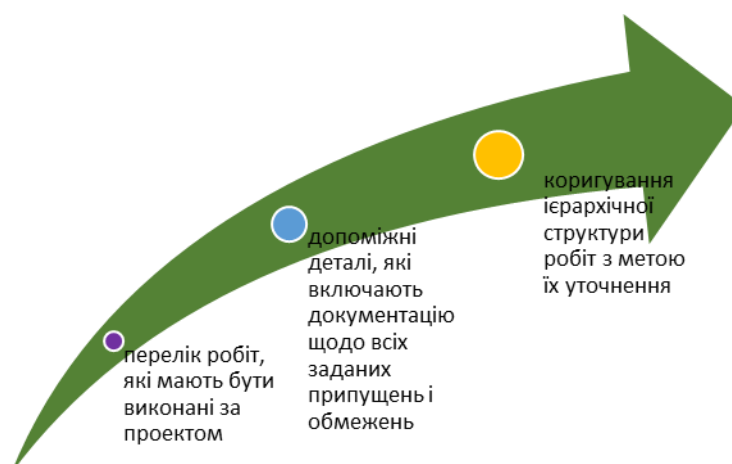 перелік робіт,
які мають бути
виконані за
проектом
допоміжні
деталі, які
включають
документацію
щодо всіх
заданих
припущень і
обмежень
коригування
ієрархічної
структури
робіт з метою
їх уточнення